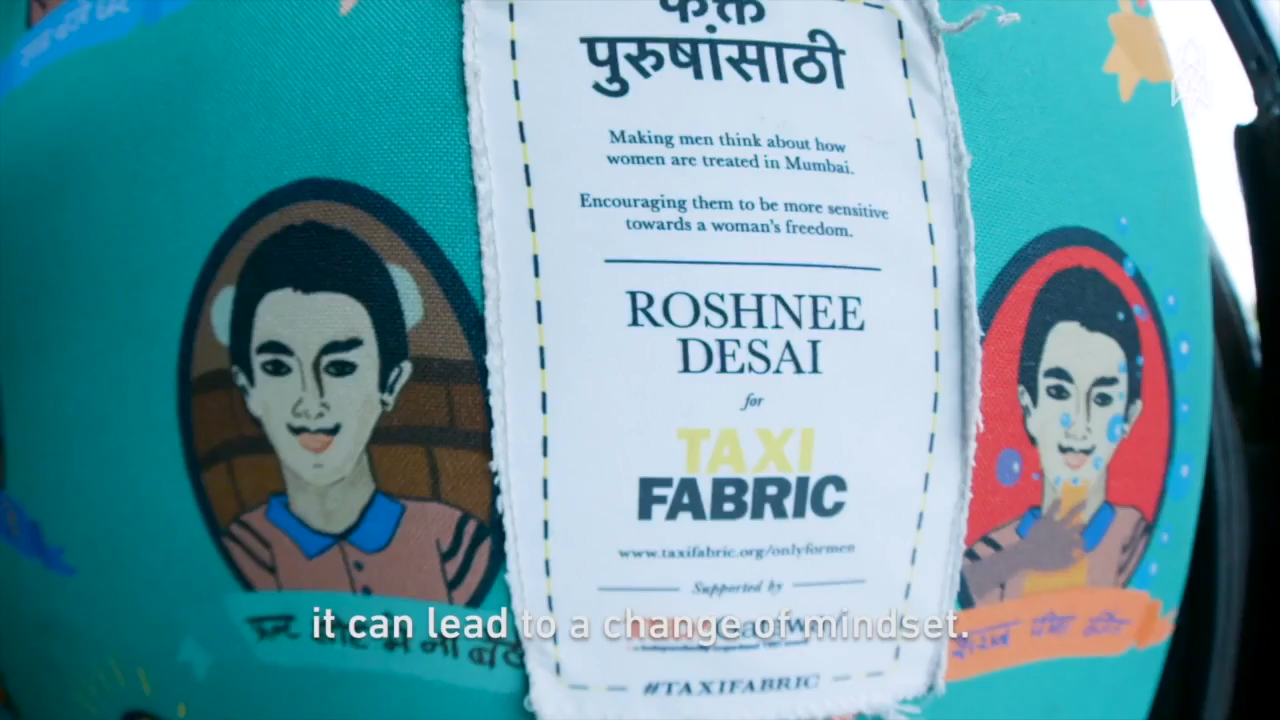 फक्त
पुरुषांसाठी
Making men think about how
women are treated in Mumbai.
Encouraging them to be more sensitive
towards a woman's freedom.
ROSHNEE
DESAI
for
TAXI
FABRIC
www.taxifabric.org/onlyformen
Supported by
it can lead to a change of mindset.
#TAXIFABRIC